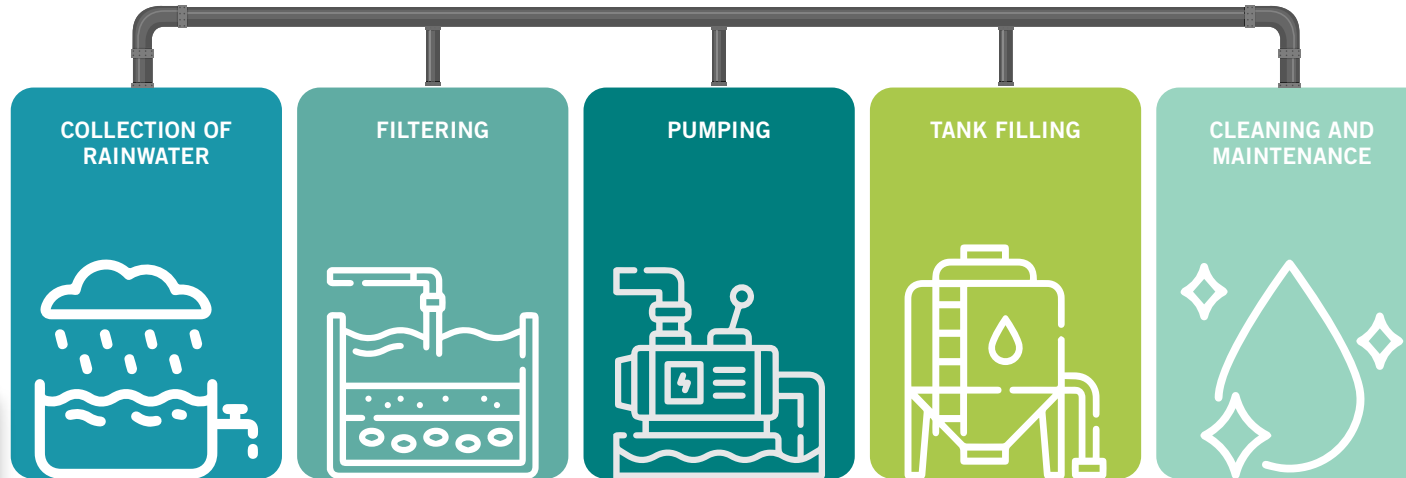 COLLECTION OF
RAINWATER
FILTERING
PUMPING
TANK FILLING
CLEANING AND
MAINTENANCE